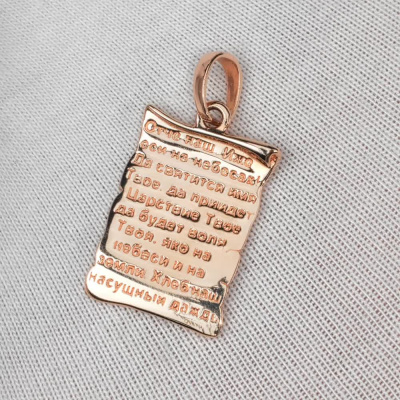 Отче наш Иже
еси на небесех
Да святится имя
Твое, да приидет
Царствие Твое
да будет воля
Твоя, яко на
небеси и на
земли Хлеб наш
насущный даждь